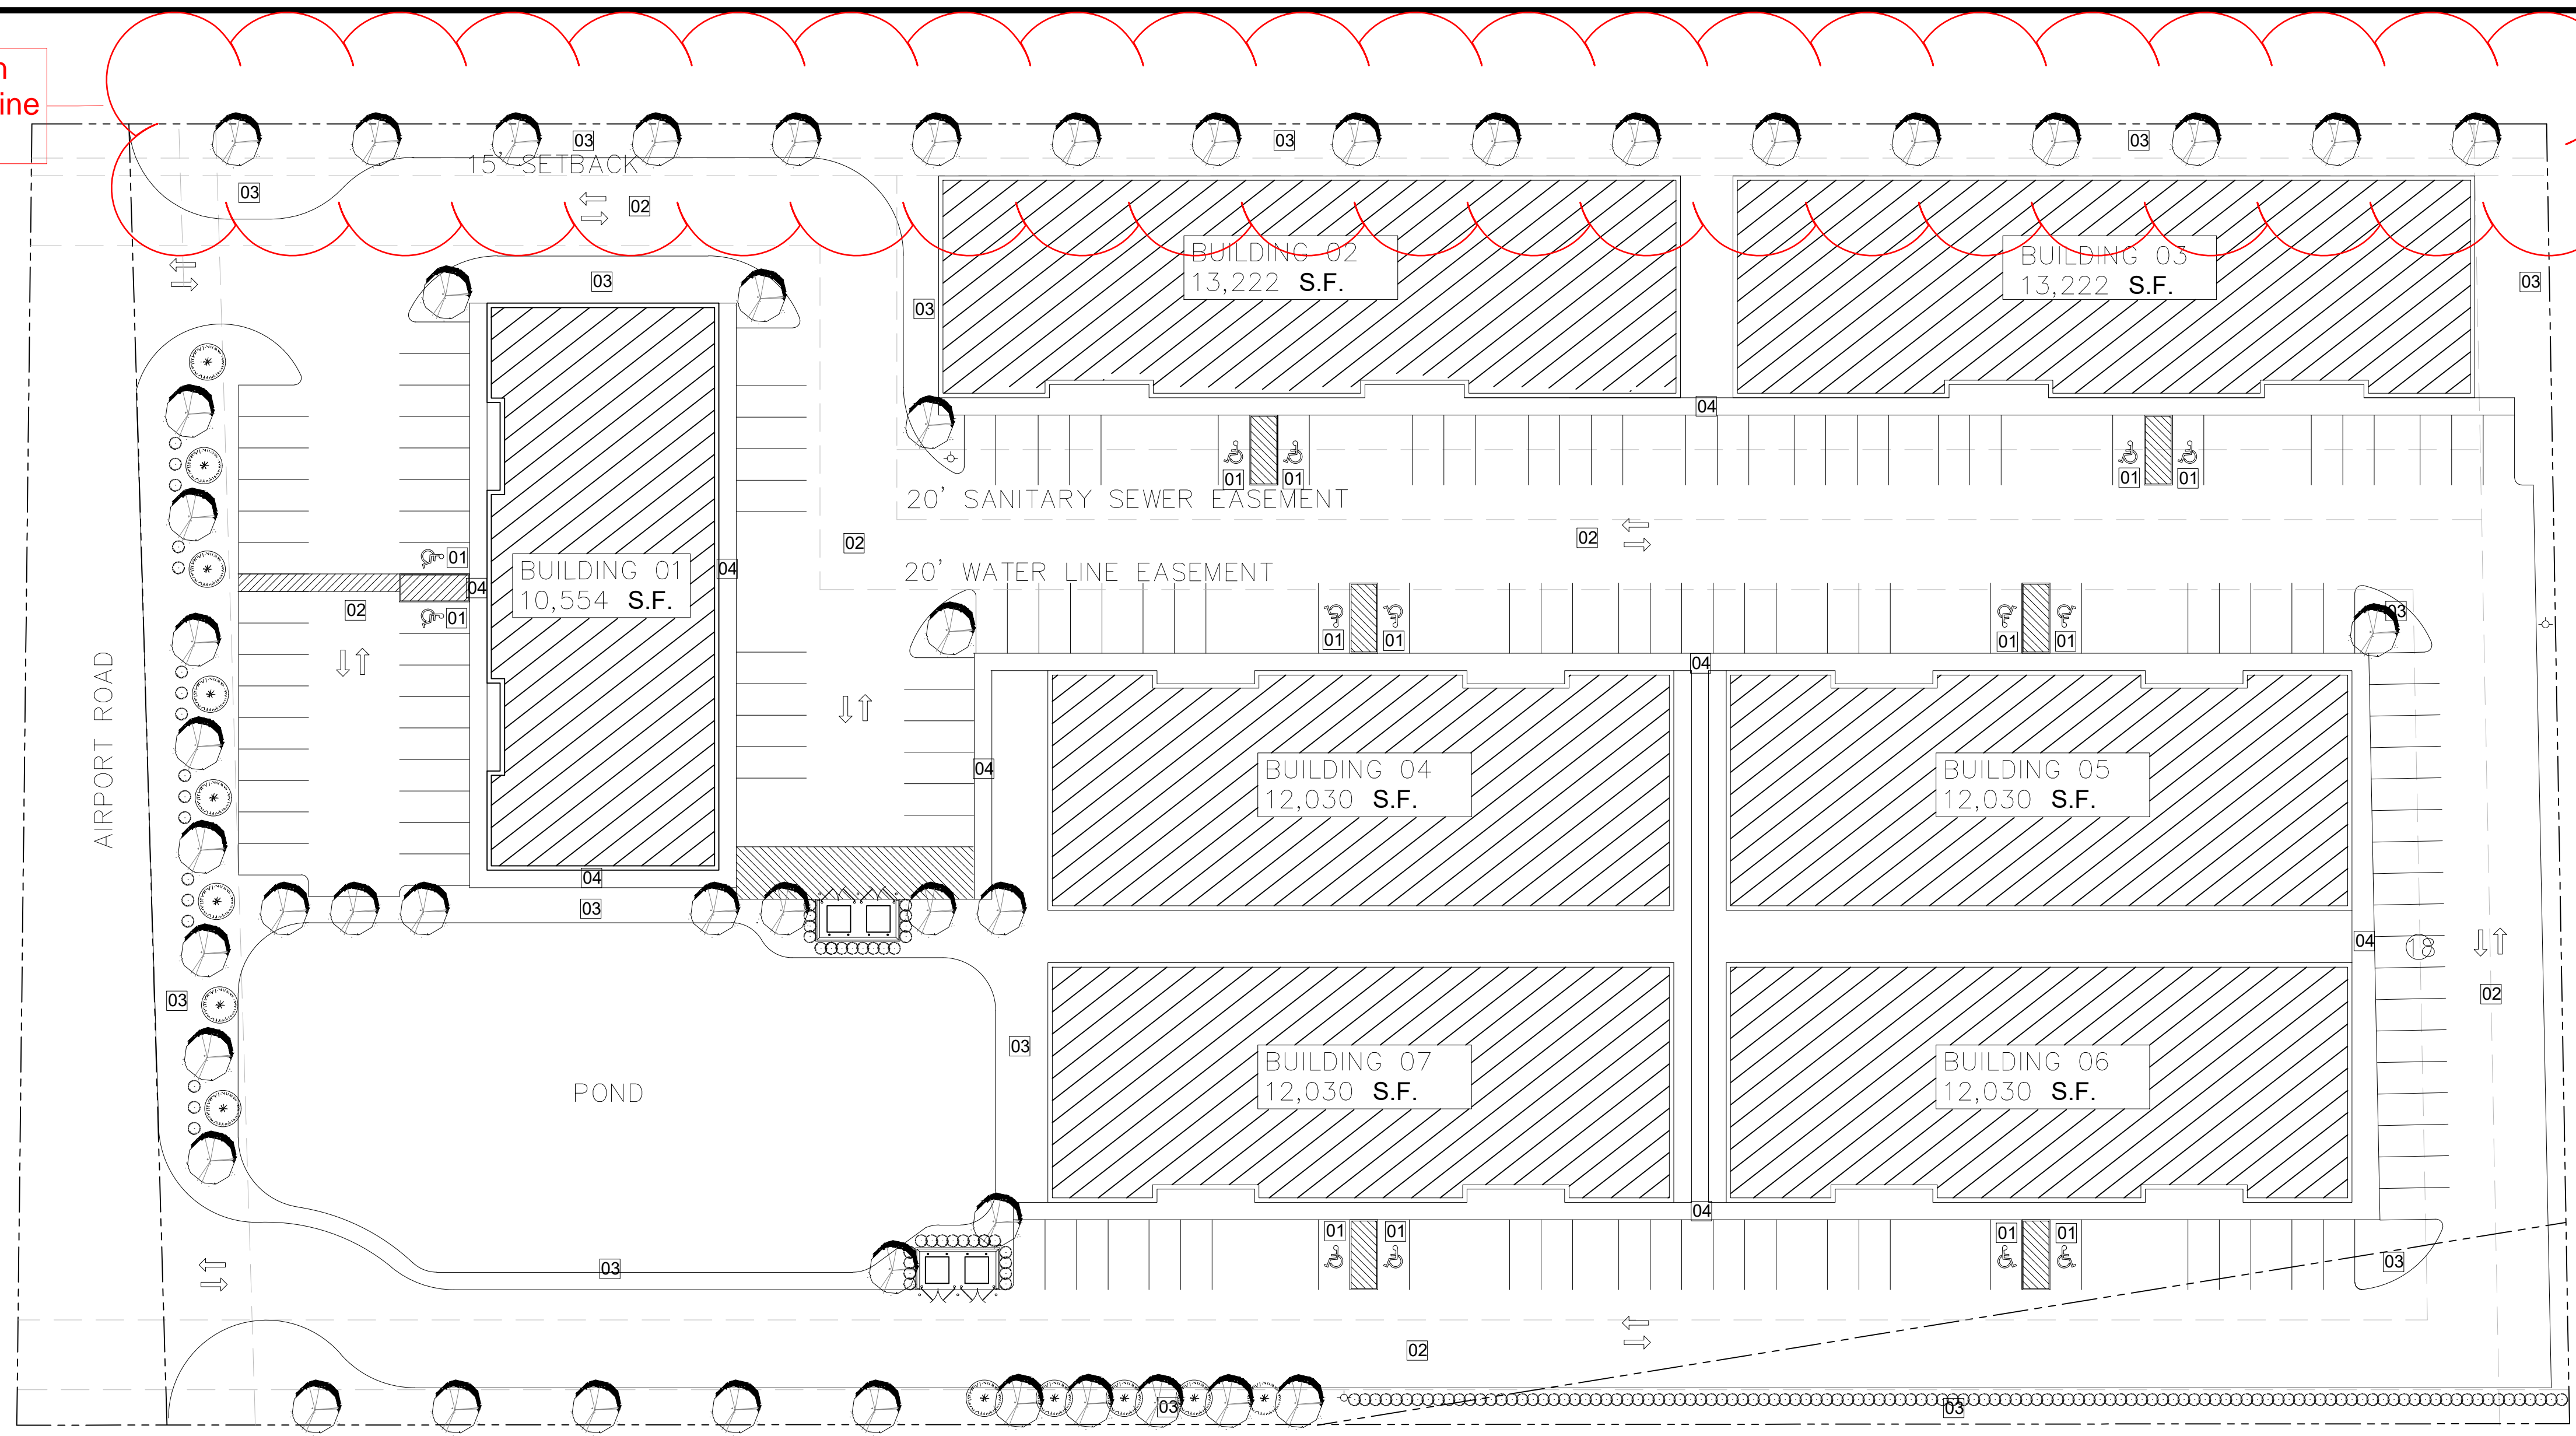 ine
03
03
03
15' SETBACK
03
02
BUILDING 02
13,222 S.F.
BUILDING 03
13,222 S.F.
03
03
03
04
01
01
01
01
20' SANITARY SEWER EASEMENT
02
02
20' WATER LINE EASEMENT
01
04
BUILDING 01
10,554 S.F.
04
01
02
01
01
01
01
03
04
AIRPORT ROAD
04
BUILDING 04
12,030 S.F.
BUILDING 05
12,030 S.F.
04
03
04
18
02
03
03
BUILDING 07
12,030 S.F.
BUILDING 06
12,030 S.F.
POND
04
01
01
01
01
03
03
02
03
03